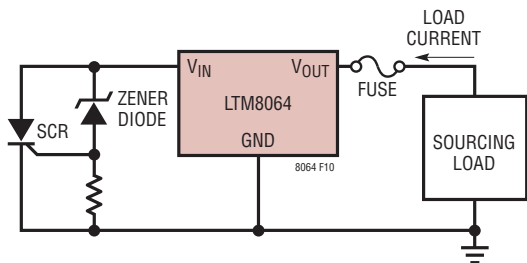 LOAD
CURRENT
VIN
VOUT
ZENER
DIODE
LTM8064
FUSE
SCR
GND
SOURCING
LOAD
8064 F10